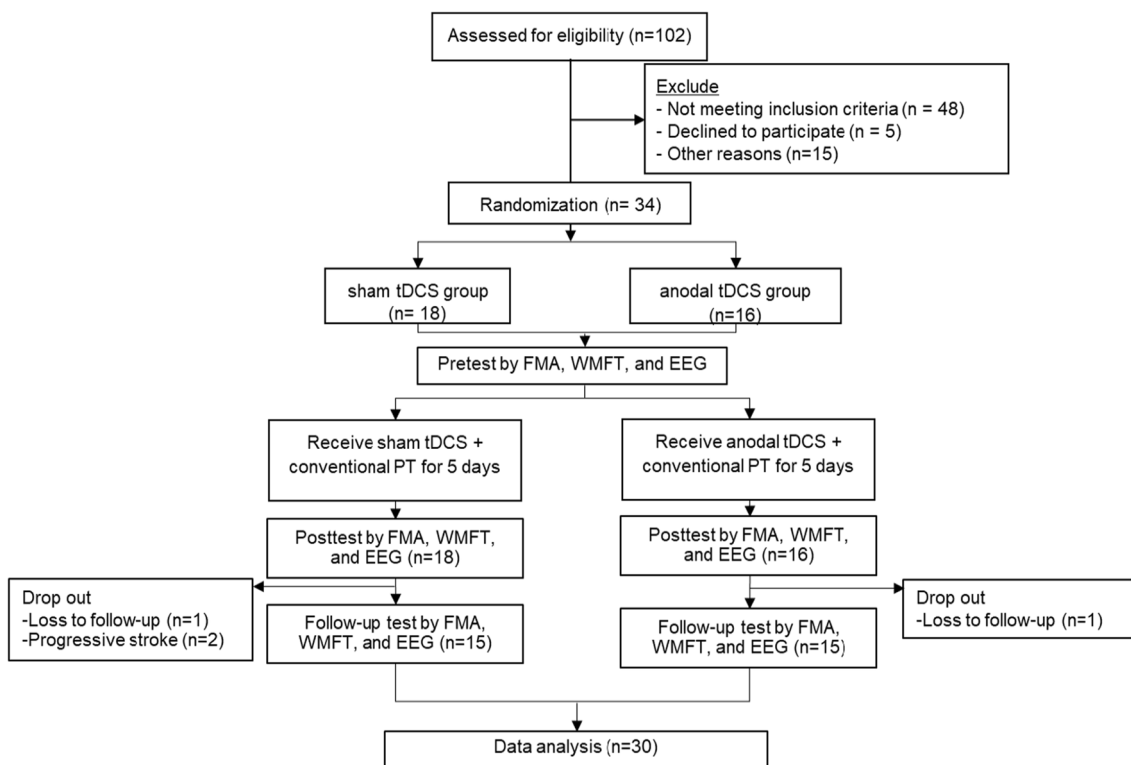 Assessed for eligibility (n=102)
Exclude
- Not meeting inclusion criteria (n = 48)
- Declined to participate (n = 5)
- Other reasons (n=15)
Randomization (n= 34)
sham tDCS group
(n= 18)
anodal tDCS group
(n=16)
Pretest by FMA, WMFT, and EEG
Receive sham tDCS +
conventional PT for 5 days
Receive anodal tDCS +
conventional PT for 5 days
Posttest by FMA, WMFT,
and EEG (n=18)
Posttest by FMA, WMFT,
and EEG (n=16)
Drop out
-Loss to follow-up (n=1)
-Progressive stroke (n=2)
Drop out
-Loss to follow-up (n=1)
Follow-up test by FMA,
WMFT, and EEG (n=15)
Follow-up test by FMA,
WMFT, and EEG (n=15)
Data analysis (n=30)